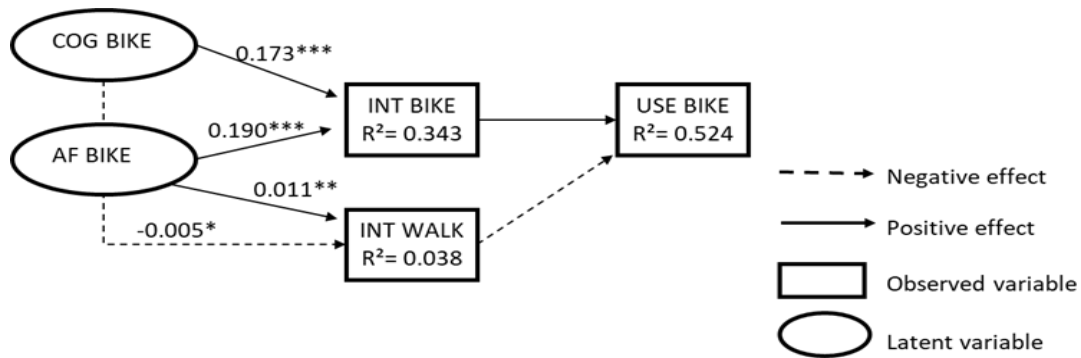 COG BIKE
0.173***
INT BIKE
R²= 0.343
USE BIKE
R²= 0.524
AF BIKE
0.190***
0.011**
-0.005*
INT WALK
R²= 0.038
Negative effect
Positive effect
Observed variable
Latent variable